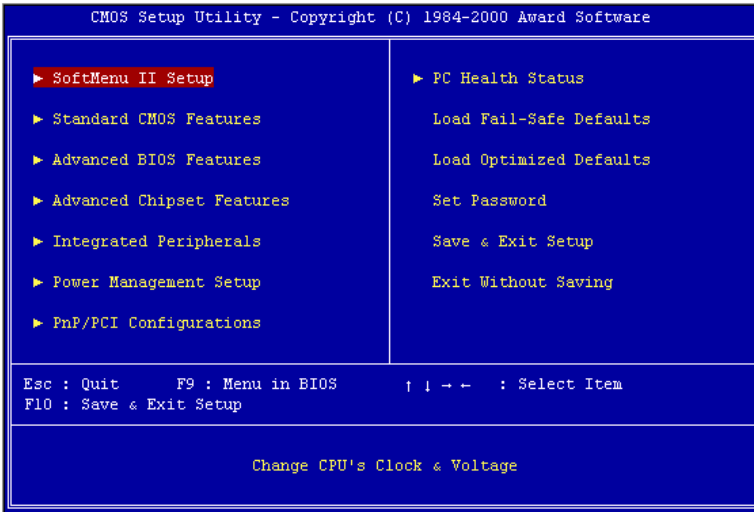 CMOS Setup Utility - Copyright (C) 1984-2000 Award Software
► SoftMenu II Setup
► Standard CMOS Features
► Advanced BIOS Features
► Advanced Chipset Features
► Integrated Peripherals
► Power Management Setup
► PnP/PCI Configurations
► PC Health Status
Load Fail-Safe Defaults
Load Optimized Defaults
Set Password
Save & Exit Setup
Exit Without Saving
Esc : Quit F9 : Menu in BIOS ↑ ↓ → ← : Select Item
F10 : Save & Exit Setup
Change CPU's Clock & Voltage